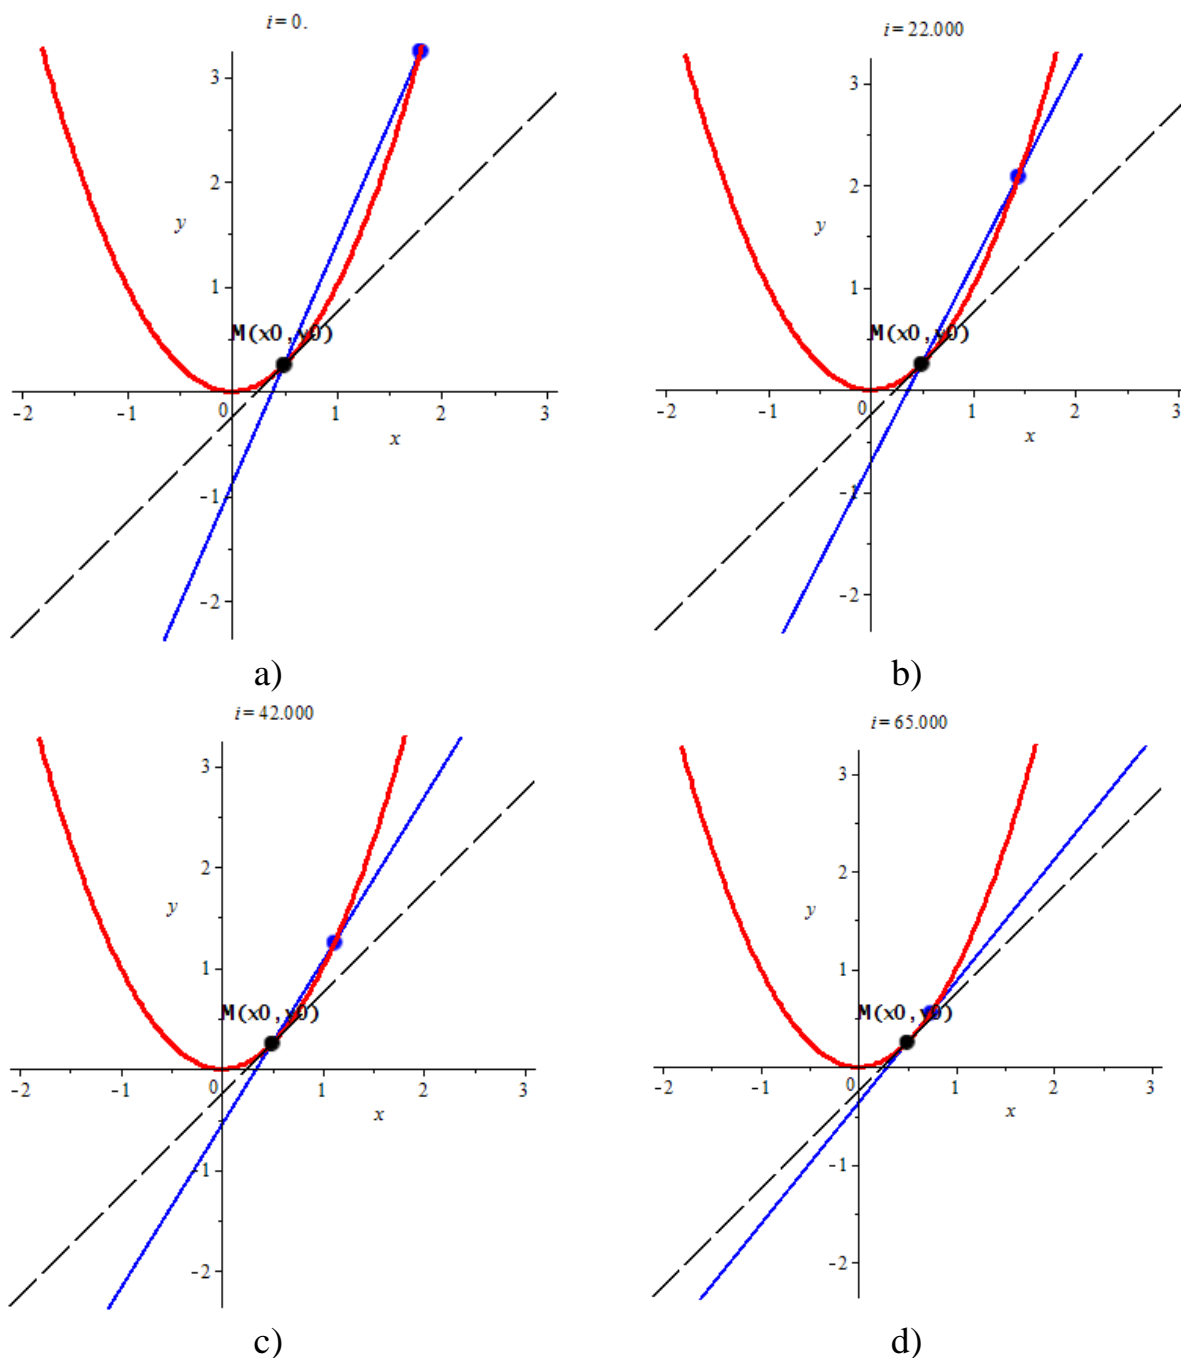 i = 0.
3
2
y
1
M(x0,y0)
-2
-1
0
1
2
3
x
-1
-2
a)
i = 22.000
3
2
y
1
M(x0,y0)
-2
-1
0
1
2
3
x
-1
-2
b)
i = 42.000
3
2
y
1
M(x0,y0)
-2
-1
0
1
2
3
x
-1
-2
c)
i = 65.000
3
2
y
1
M(x0,y0)
-2
-1
0
1
2
3
x
-1
-2
d)